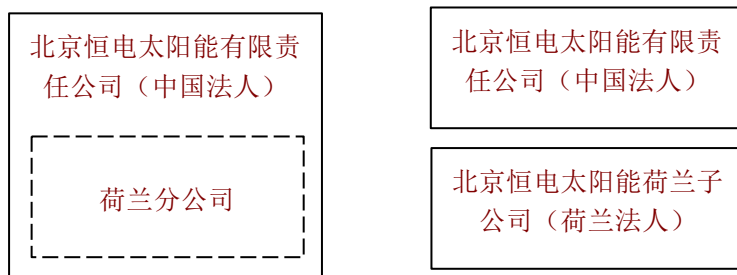 北京恒电太阳能有限责
任公司（中国法人）
荷兰分公司
北京恒电太阳能有限责
任公司（中国法人）
北京恒电太阳能荷兰子
公司（荷兰法人）